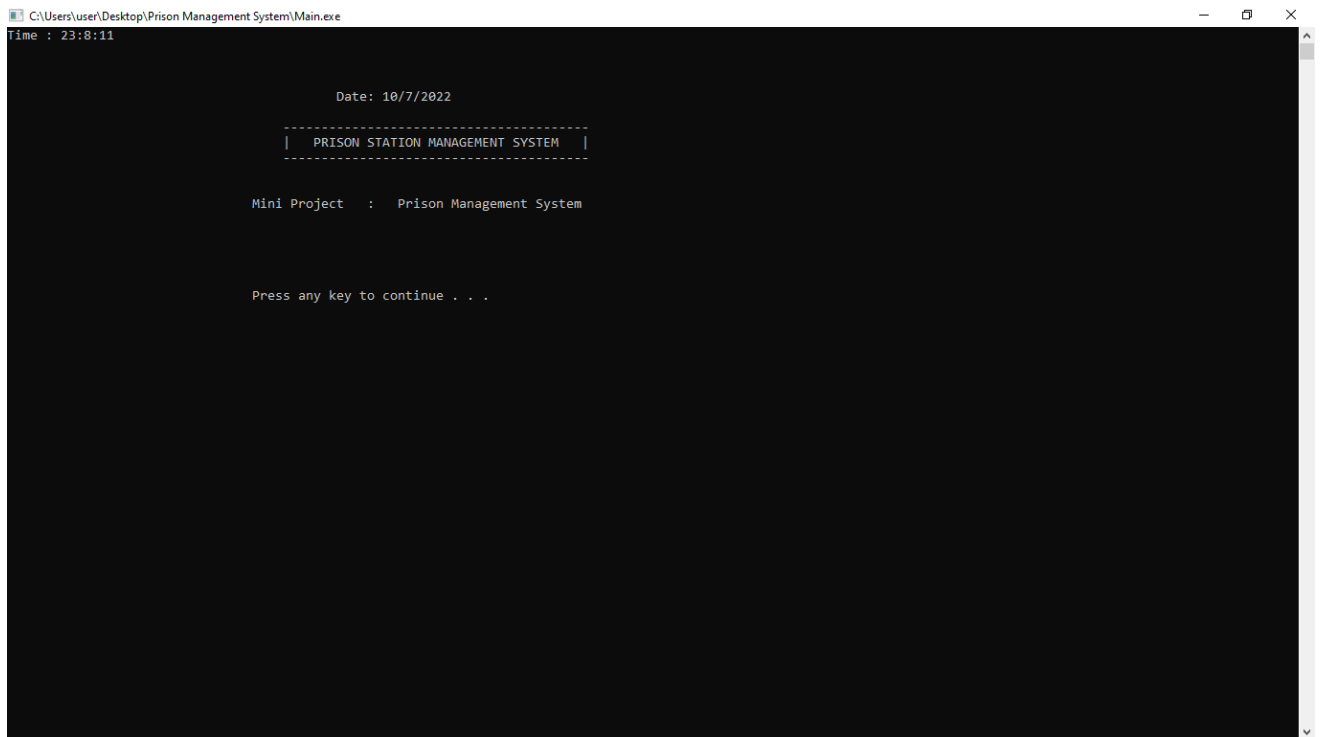 C:\Users\user\Desktop\Prison Management System\Main.exe
Time : 23:8:11
Date: 10/7/2022
----------------------------------------
|   PRISON STATION MANAGEMENT SYSTEM   |
----------------------------------------
Mini Project   :   Prison Management System
Press any key to continue . . .